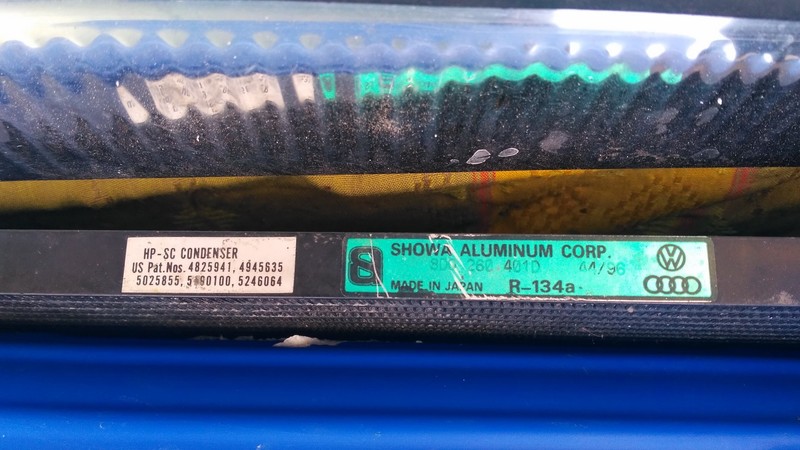 HP-SC CONDENSER
US Pat.Nos. 4825941, 4945635
5025855, 5190100, 5246064
SHOWA ALUMINUM CORP.
8D0 260 401D 44/96
MADE IN JAPAN R-134a